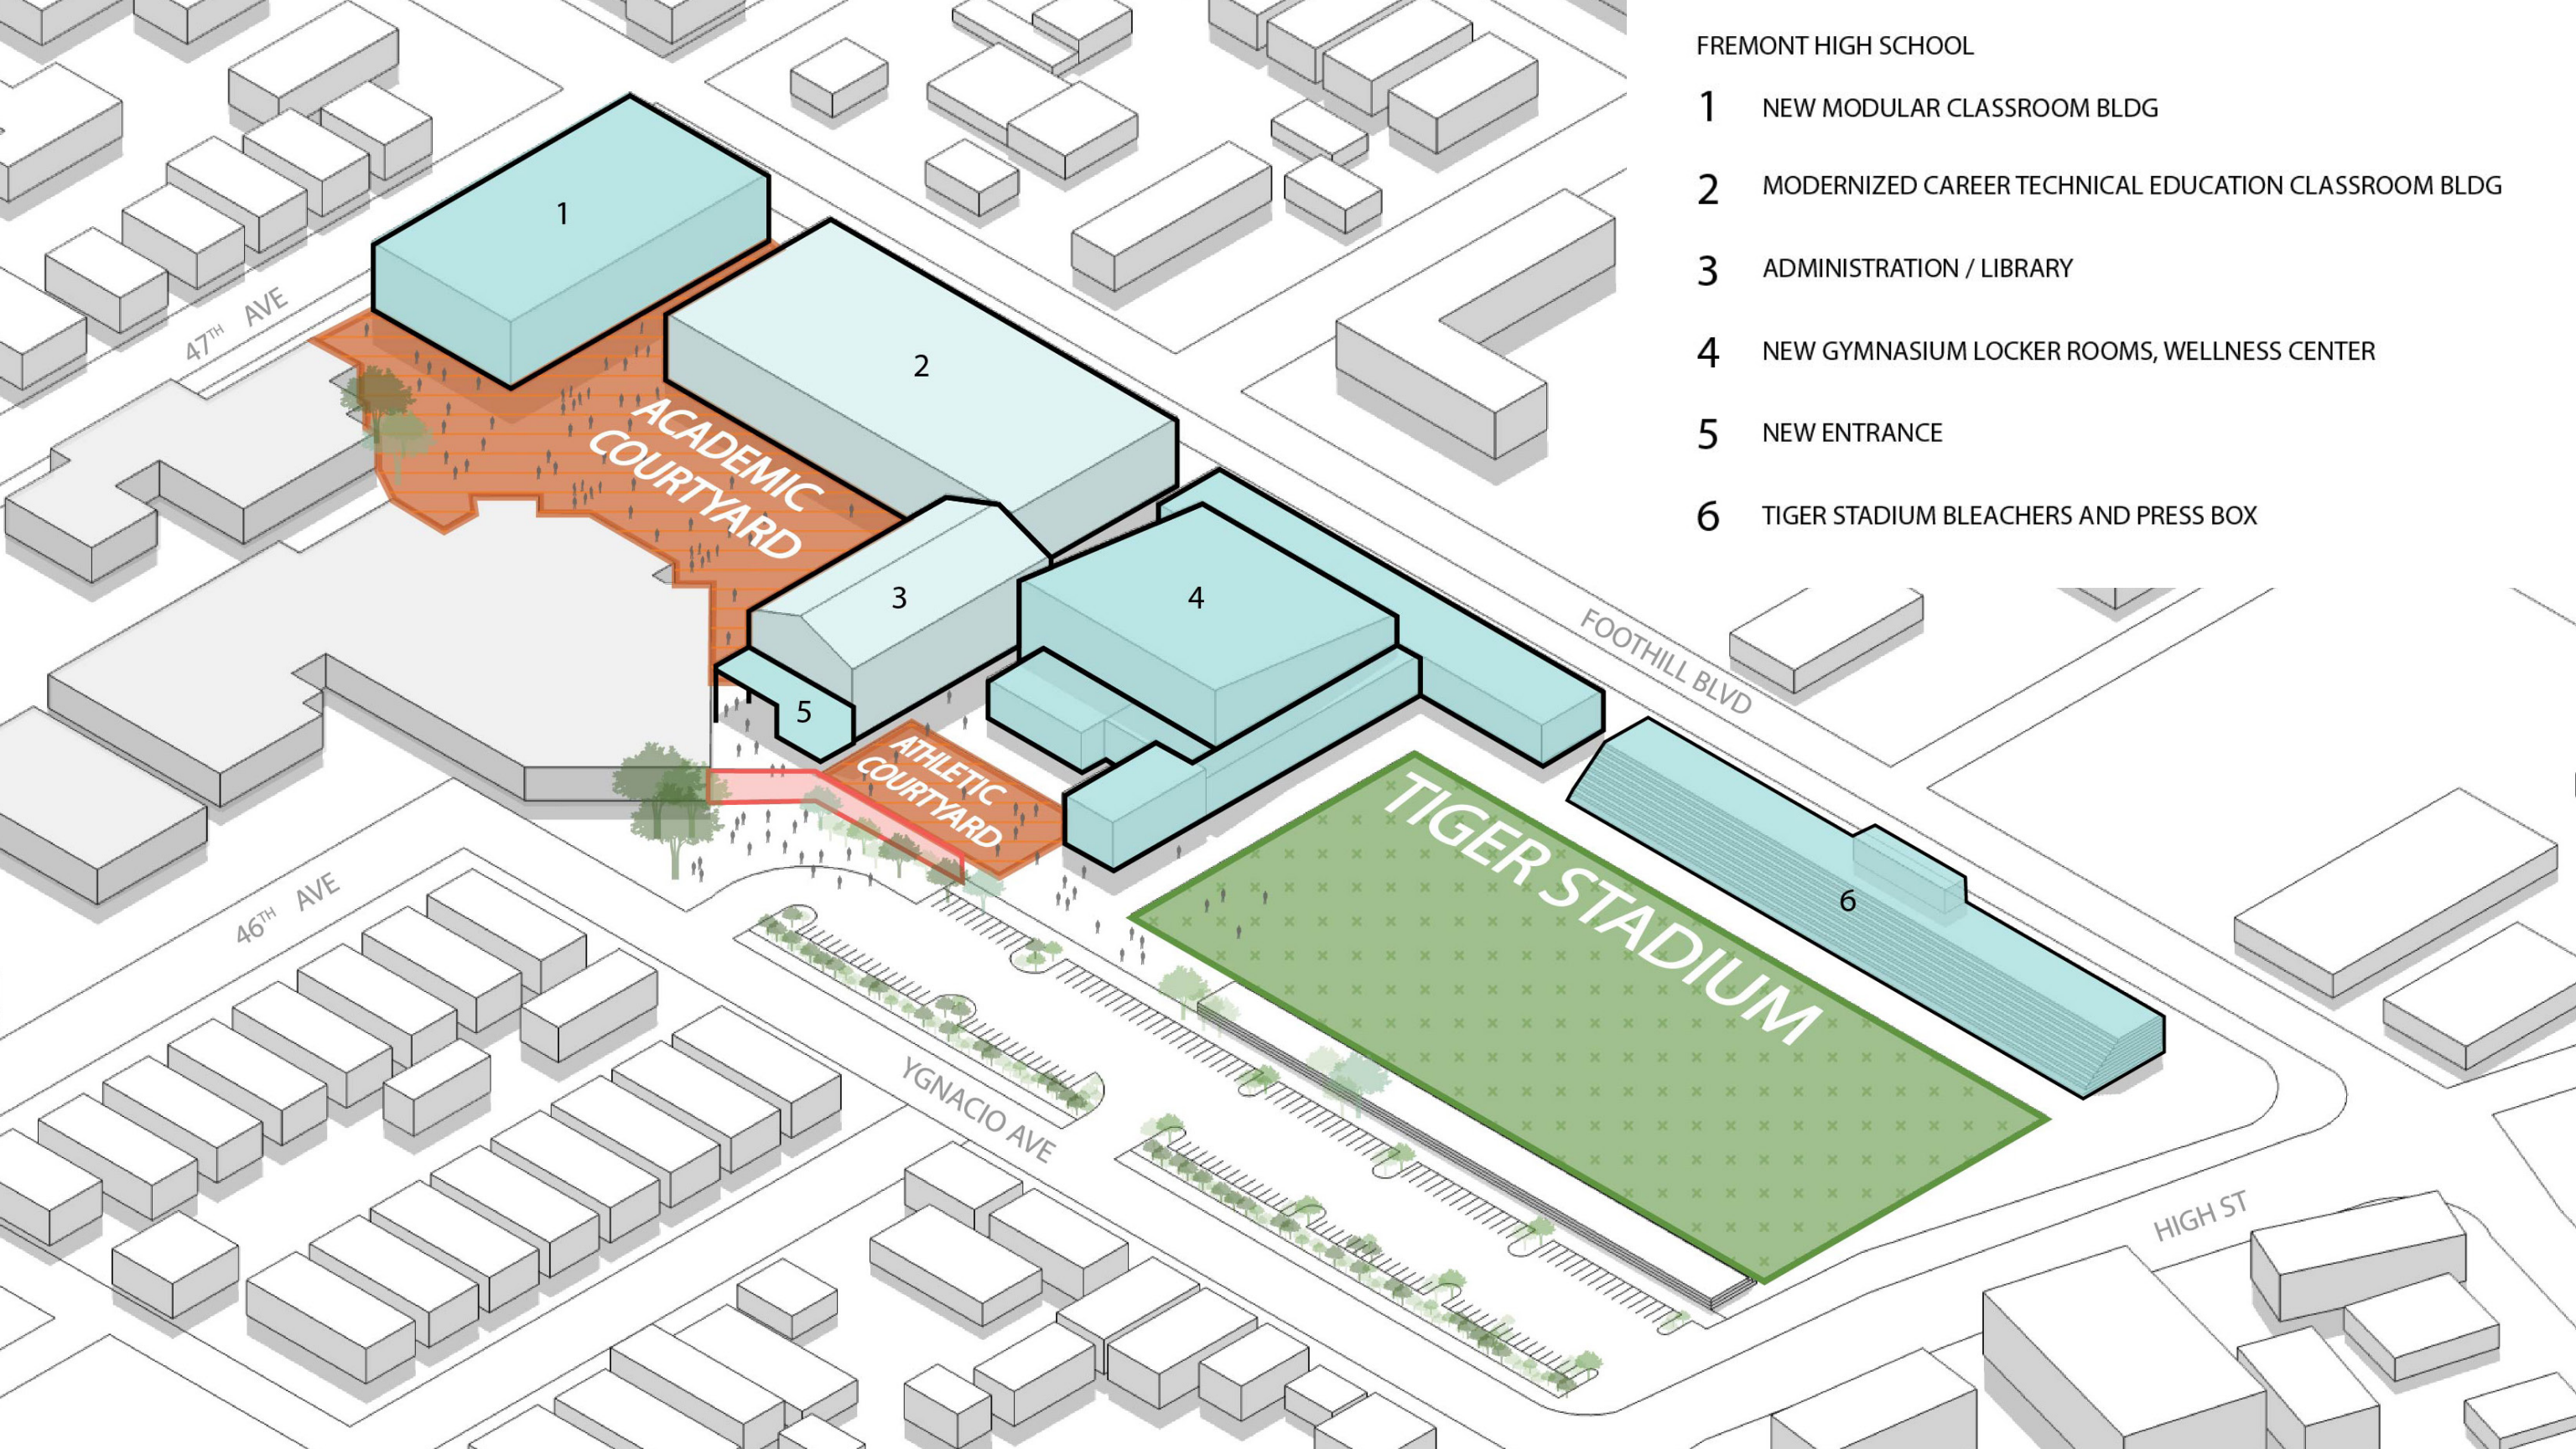 FREMONT HIGH SCHOOL
1 NEW MODULAR CLASSROOM BLDG
2 MODERNIZED CAREER TECHNICAL EDUCATION CLASSROOM BLDG
3 ADMINISTRATION / LIBRARY
4 NEW GYMNASIUM LOCKER ROOMS, WELLNESS CENTER
5 NEW ENTRANCE
6 TIGER STADIUM BLEACHERS AND PRESS BOX
1
47TH AVE
2
ACADEMIC
COURTYARD
3
4
FOOTHILL BLVD
5
ATHLETIC
COURTYARD
TIGER STADIUM
6
46TH AVE
YGNACIO AVE
HIGH ST